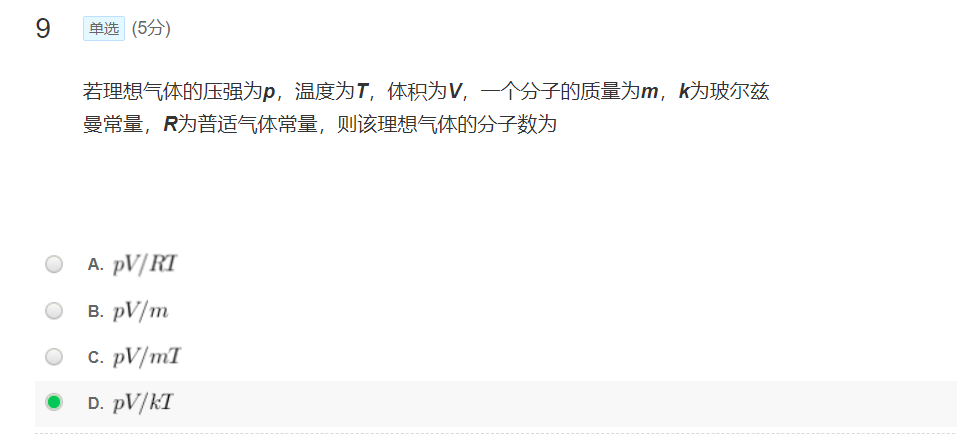 9 单选 (5分)
若理想气体的压强为p，温度为T，体积为V，一个分子的质量为m，k为玻尔兹
曼常量，R为普适气体常量，则该理想气体的分子数为
A. pV/RT
B. pV/m
C. pV/mT
D. pV/kT